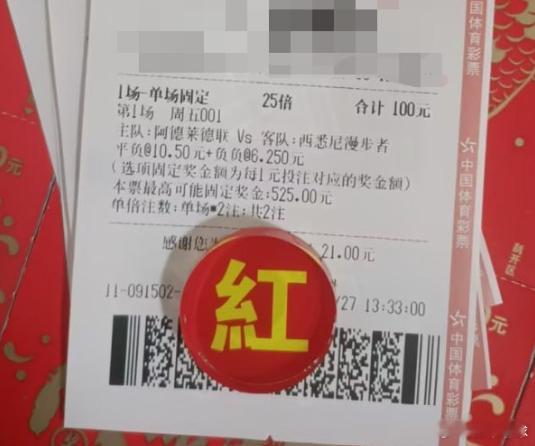 1场-单场固定 25倍 合计 100元
第1场 周五001
主队:阿德莱德联 Vs 客队:西悉尼漫步者
平负@10.50元+负负@6.250元
(选项固定奖金额为每1元投注对应的奖金额)
本票最高可能固定奖金:525.00元
单倍注数:单场*2注;共2注
感谢您 21.00元
紅
11-091502- /27 13:33:00
中国体育彩票
中国体育彩票
中国体育彩票